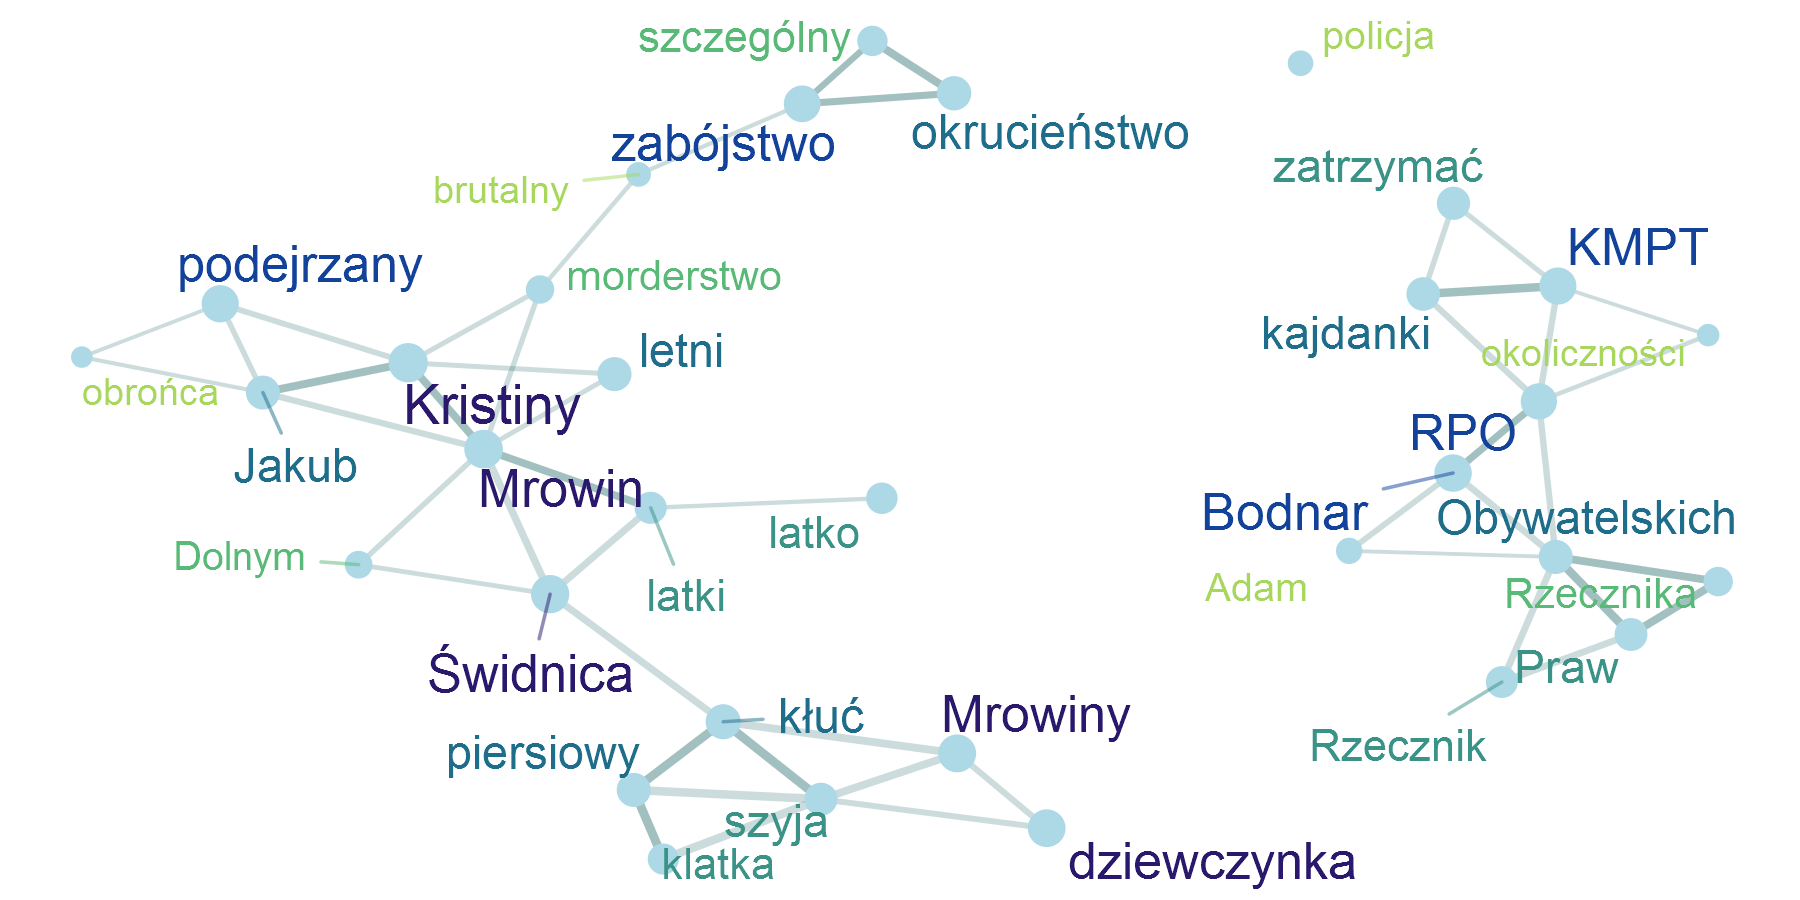 szczególny
policja
zabójstwo
okrucieństwo
zatrzymać
brutalny
podejrzany
KMPT
morderstwo
kajdanki
letni
okoliczności
obrońca
Kristiny
RPO
Jakub
Mrowin
Bodnar
Obywatelskich
latko
Dolnym
Adam
Rzecznika
latki
Świdnica
Praw
kłuć
Mrowiny
piersiowy
Rzecznik
szyja
klatka
dziewczynka